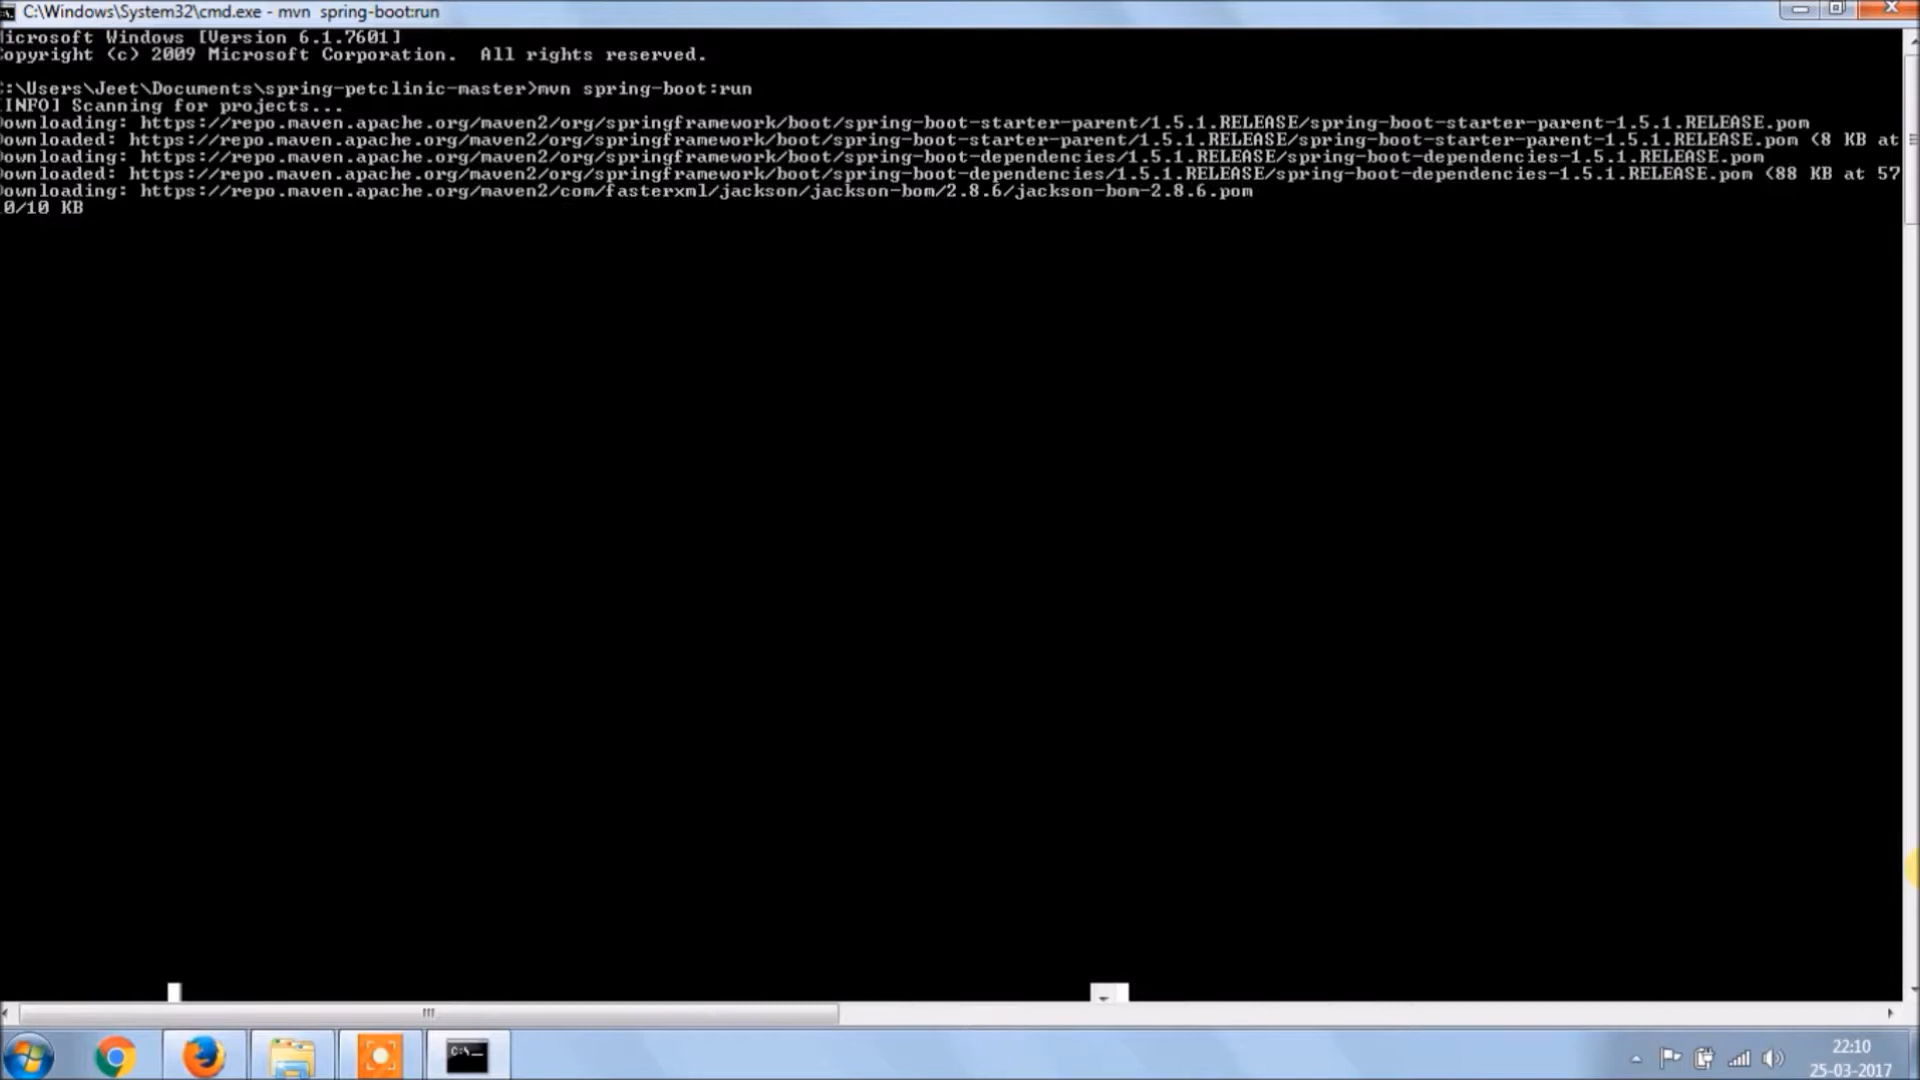 C:\Windows\System32\cmd.exe - mvn  spring-boot:run
Microsoft Windows [Version 6.1.7601]
Copyright (c) 2009 Microsoft Corporation.  All rights reserved.
C:\Users\Jeet\Documents\spring-petclinic-master>mvn spring-boot:run
[INFO] Scanning for projects...
Downloading: https://repo.maven.apache.org/maven2/org/springframework/boot/spring-boot-starter-parent/1.5.1.RELEASE/spring-boot-starter-parent-1.5.1.RELEASE.pom
Downloaded: https://repo.maven.apache.org/maven2/org/springframework/boot/spring-boot-starter-parent/1.5.1.RELEASE/spring-boot-starter-parent-1.5.1.RELEASE.pom (8 KB at
Downloading: https://repo.maven.apache.org/maven2/org/springframework/boot/spring-boot-dependencies/1.5.1.RELEASE/spring-boot-dependencies-1.5.1.RELEASE.pom
Downloaded: https://repo.maven.apache.org/maven2/org/springframework/boot/spring-boot-dependencies/1.5.1.RELEASE/spring-boot-dependencies-1.5.1.RELEASE.pom (88 KB at 57
Downloading: https://repo.maven.apache.org/maven2/com/fasterxml/jackson/jackson-bom/2.8.6/jackson-bom-2.8.6.pom
10/10 KB
C:\_
22:10
25-03-2017